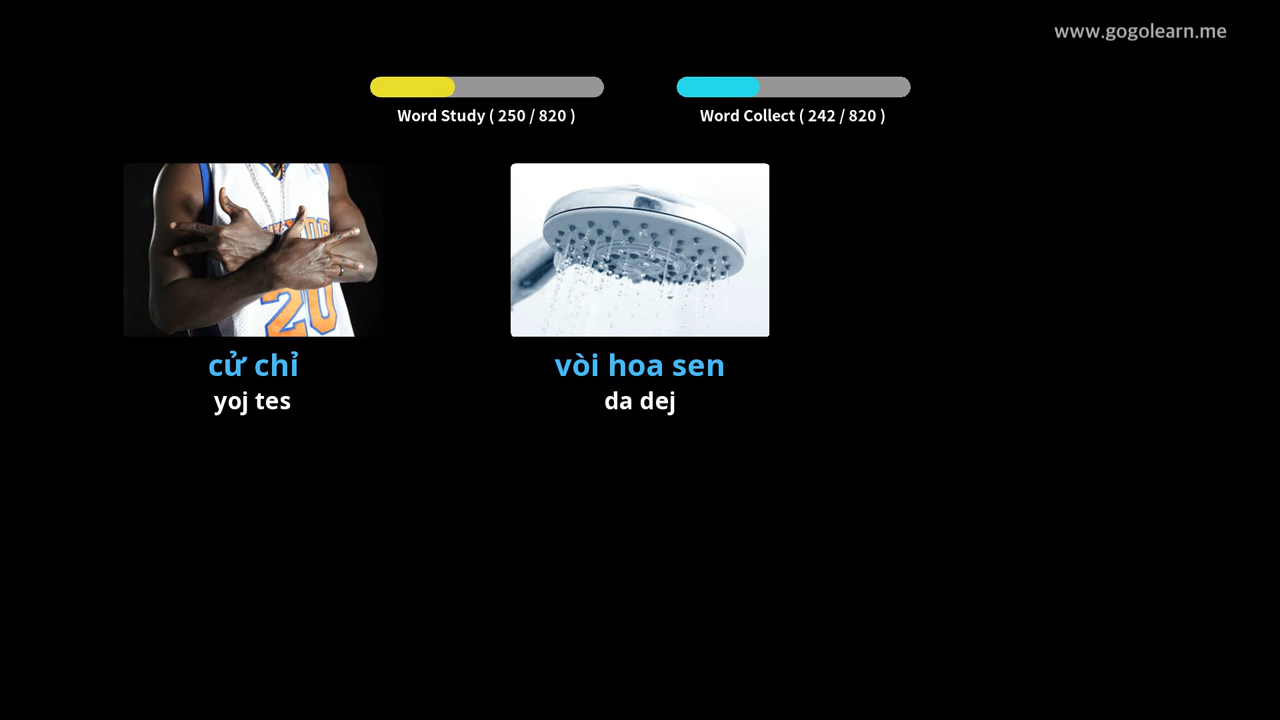 www.gogolearn.me
Word Study ( 250 / 820 )
Word Collect ( 242 / 820 )
20
cử chỉ
vòi hoa sen
yoj tes
da dej